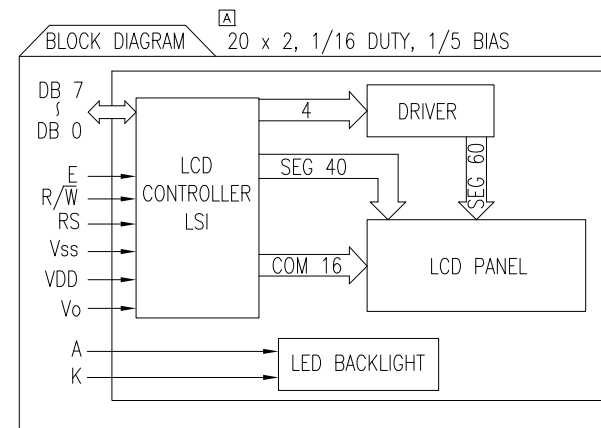 A
BLOCK DIAGRAM
20 x 2, 1/16 DUTY, 1/5 BIAS
DB 7
~
DB 0
E
R/W̅
RS
Vss
VDD
Vo
A
K
LCD
CONTROLLER
LSI
4
DRIVER
SEG 40
SEG 60
COM 16
LCD PANEL
LED BACKLIGHT